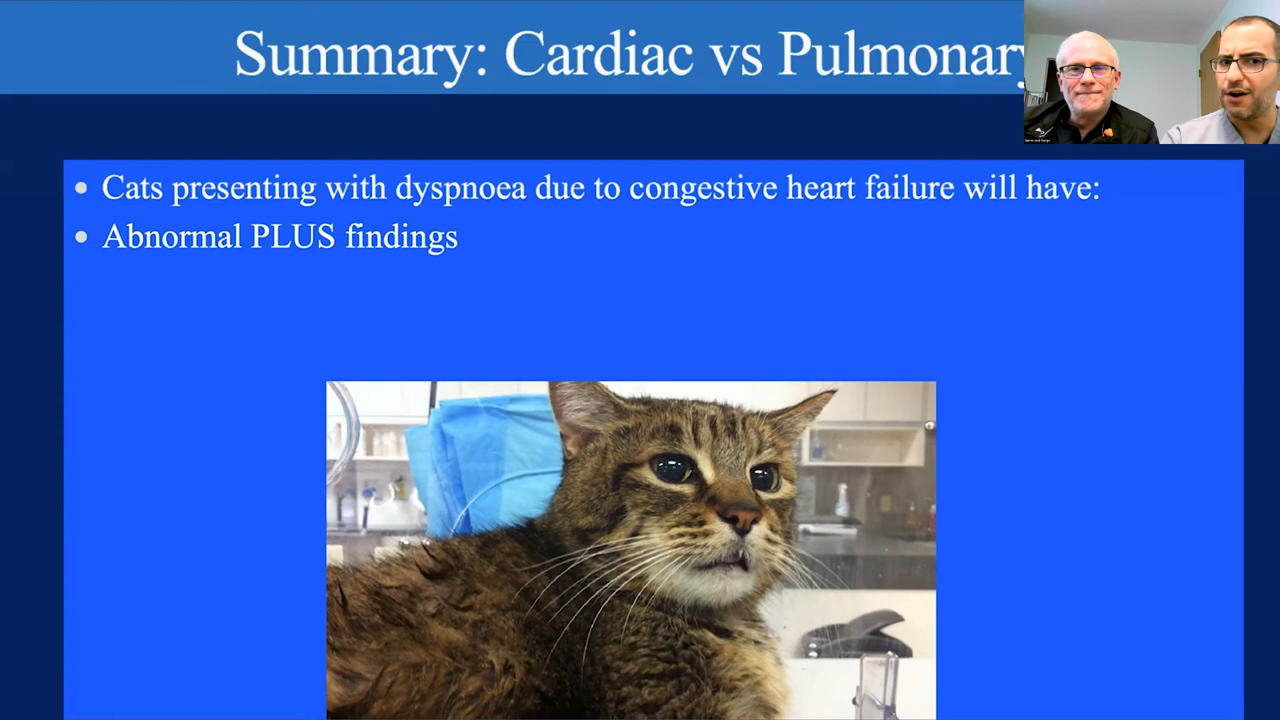 Summary: Cardiac vs Pulmonary
Cats presenting with dyspnoea due to congestive heart failure will have:
Abnormal PLUS findings